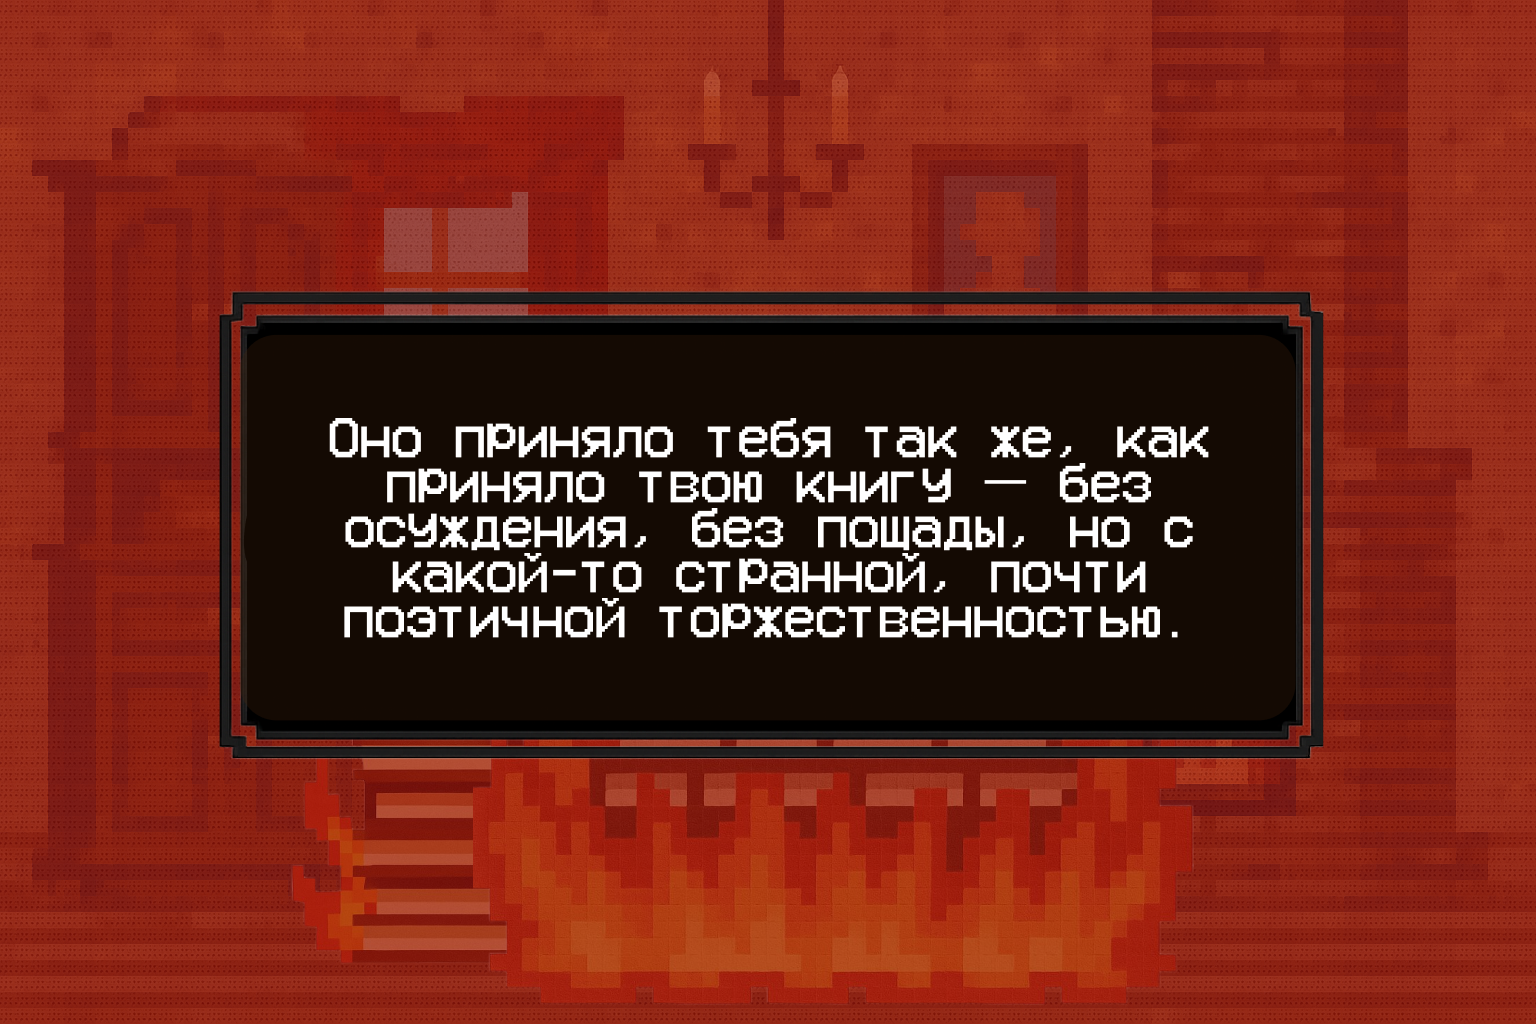 Оно приняло тебя так же, как
приняло твою книгу — без
осуждения, без пощады, но с
какой-то странной, почти
поэтичной торжественностью.